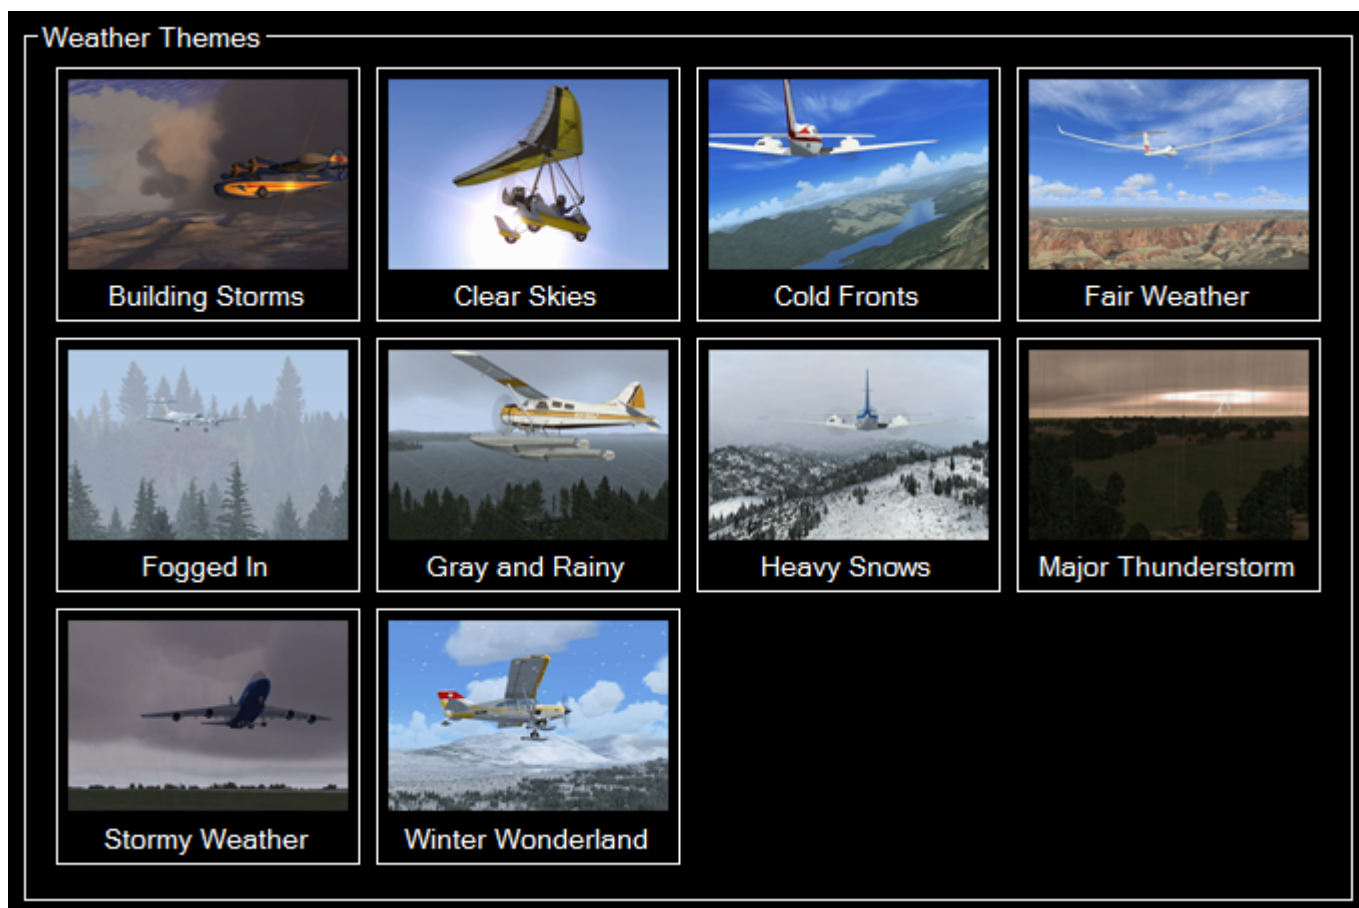 Weather Themes
Building Storms
Clear Skies
Cold Fronts
Fair Weather
Fogged In
Gray and Rainy
Heavy Snows
Major Thunderstorm
Stormy Weather
Winter Wonderland